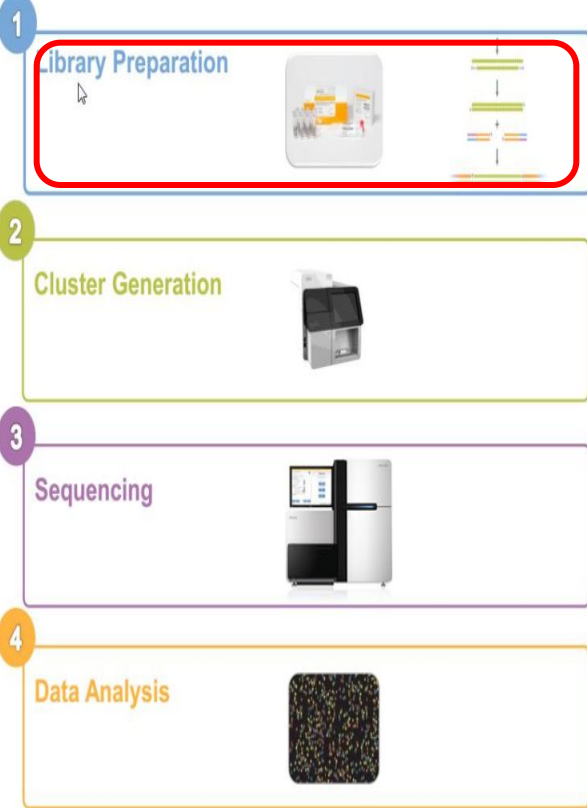 1
Library Preparation
2
Cluster Generation
3
Sequencing
4
Data Analysis